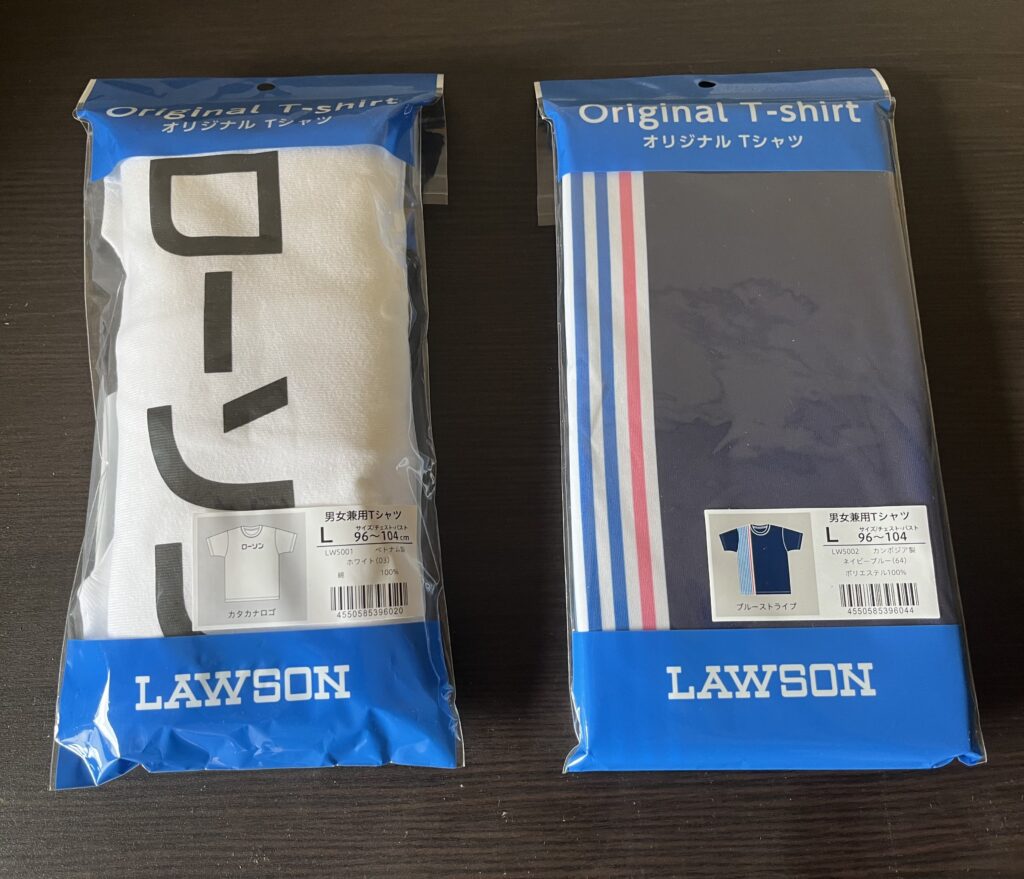 Original T-shirt
オリジナル Tシャツ
ローン
男女兼用Tシャツ
L サイズ/チェスト・バスト
96～104cm
LWS001 ベトナム製
ホワイト(03)
綿 100%
ローソン
カタカナロゴ
4550585396020
LAWSON
Original T-shirt
オリジナル Tシャツ
男女兼用Tシャツ
L サイズ/チェスト・バスト
96～104
LWS002 カンボジア製
ネイビーブルー(64)
ポリエステル100%
ブルーストライプ
4550585396044
LAWSON